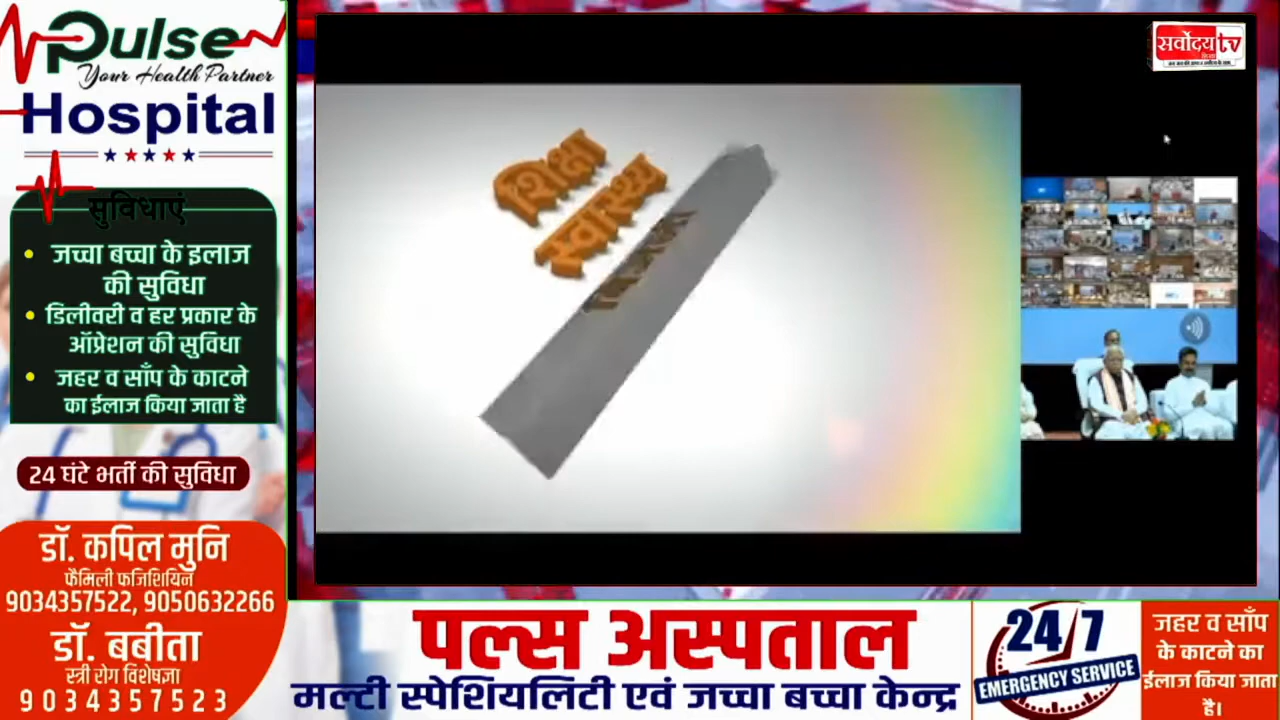 Pulse
Your Health Partner
Hospital
सुविधाएं
जच्चा बच्चा के इलाज
की सुविधा
डिलीवरी व हर प्रकार के
ऑप्रेशन की सुविधा
जहर व साँप के काटने
का ईलाज किया जाता है
24 घंटे भर्ती की सुविधा
डॉ. कपिल मुनि
फैमिली फजिशियिन
9034357522, 9050632266
डॉ. बबीता
स्त्री रोग विशेषज्ञा
9034357523
शिक्षा
स्वास्थ्य
सर्वोदय tv
पल्स अस्पताल
मल्टी स्पेशियलिटी एवं जच्चा बच्चा केन्द्र
24/7
EMERGENCY SERVICE
जहर व साँप
के काटने का
ईलाज किया जाता
है।